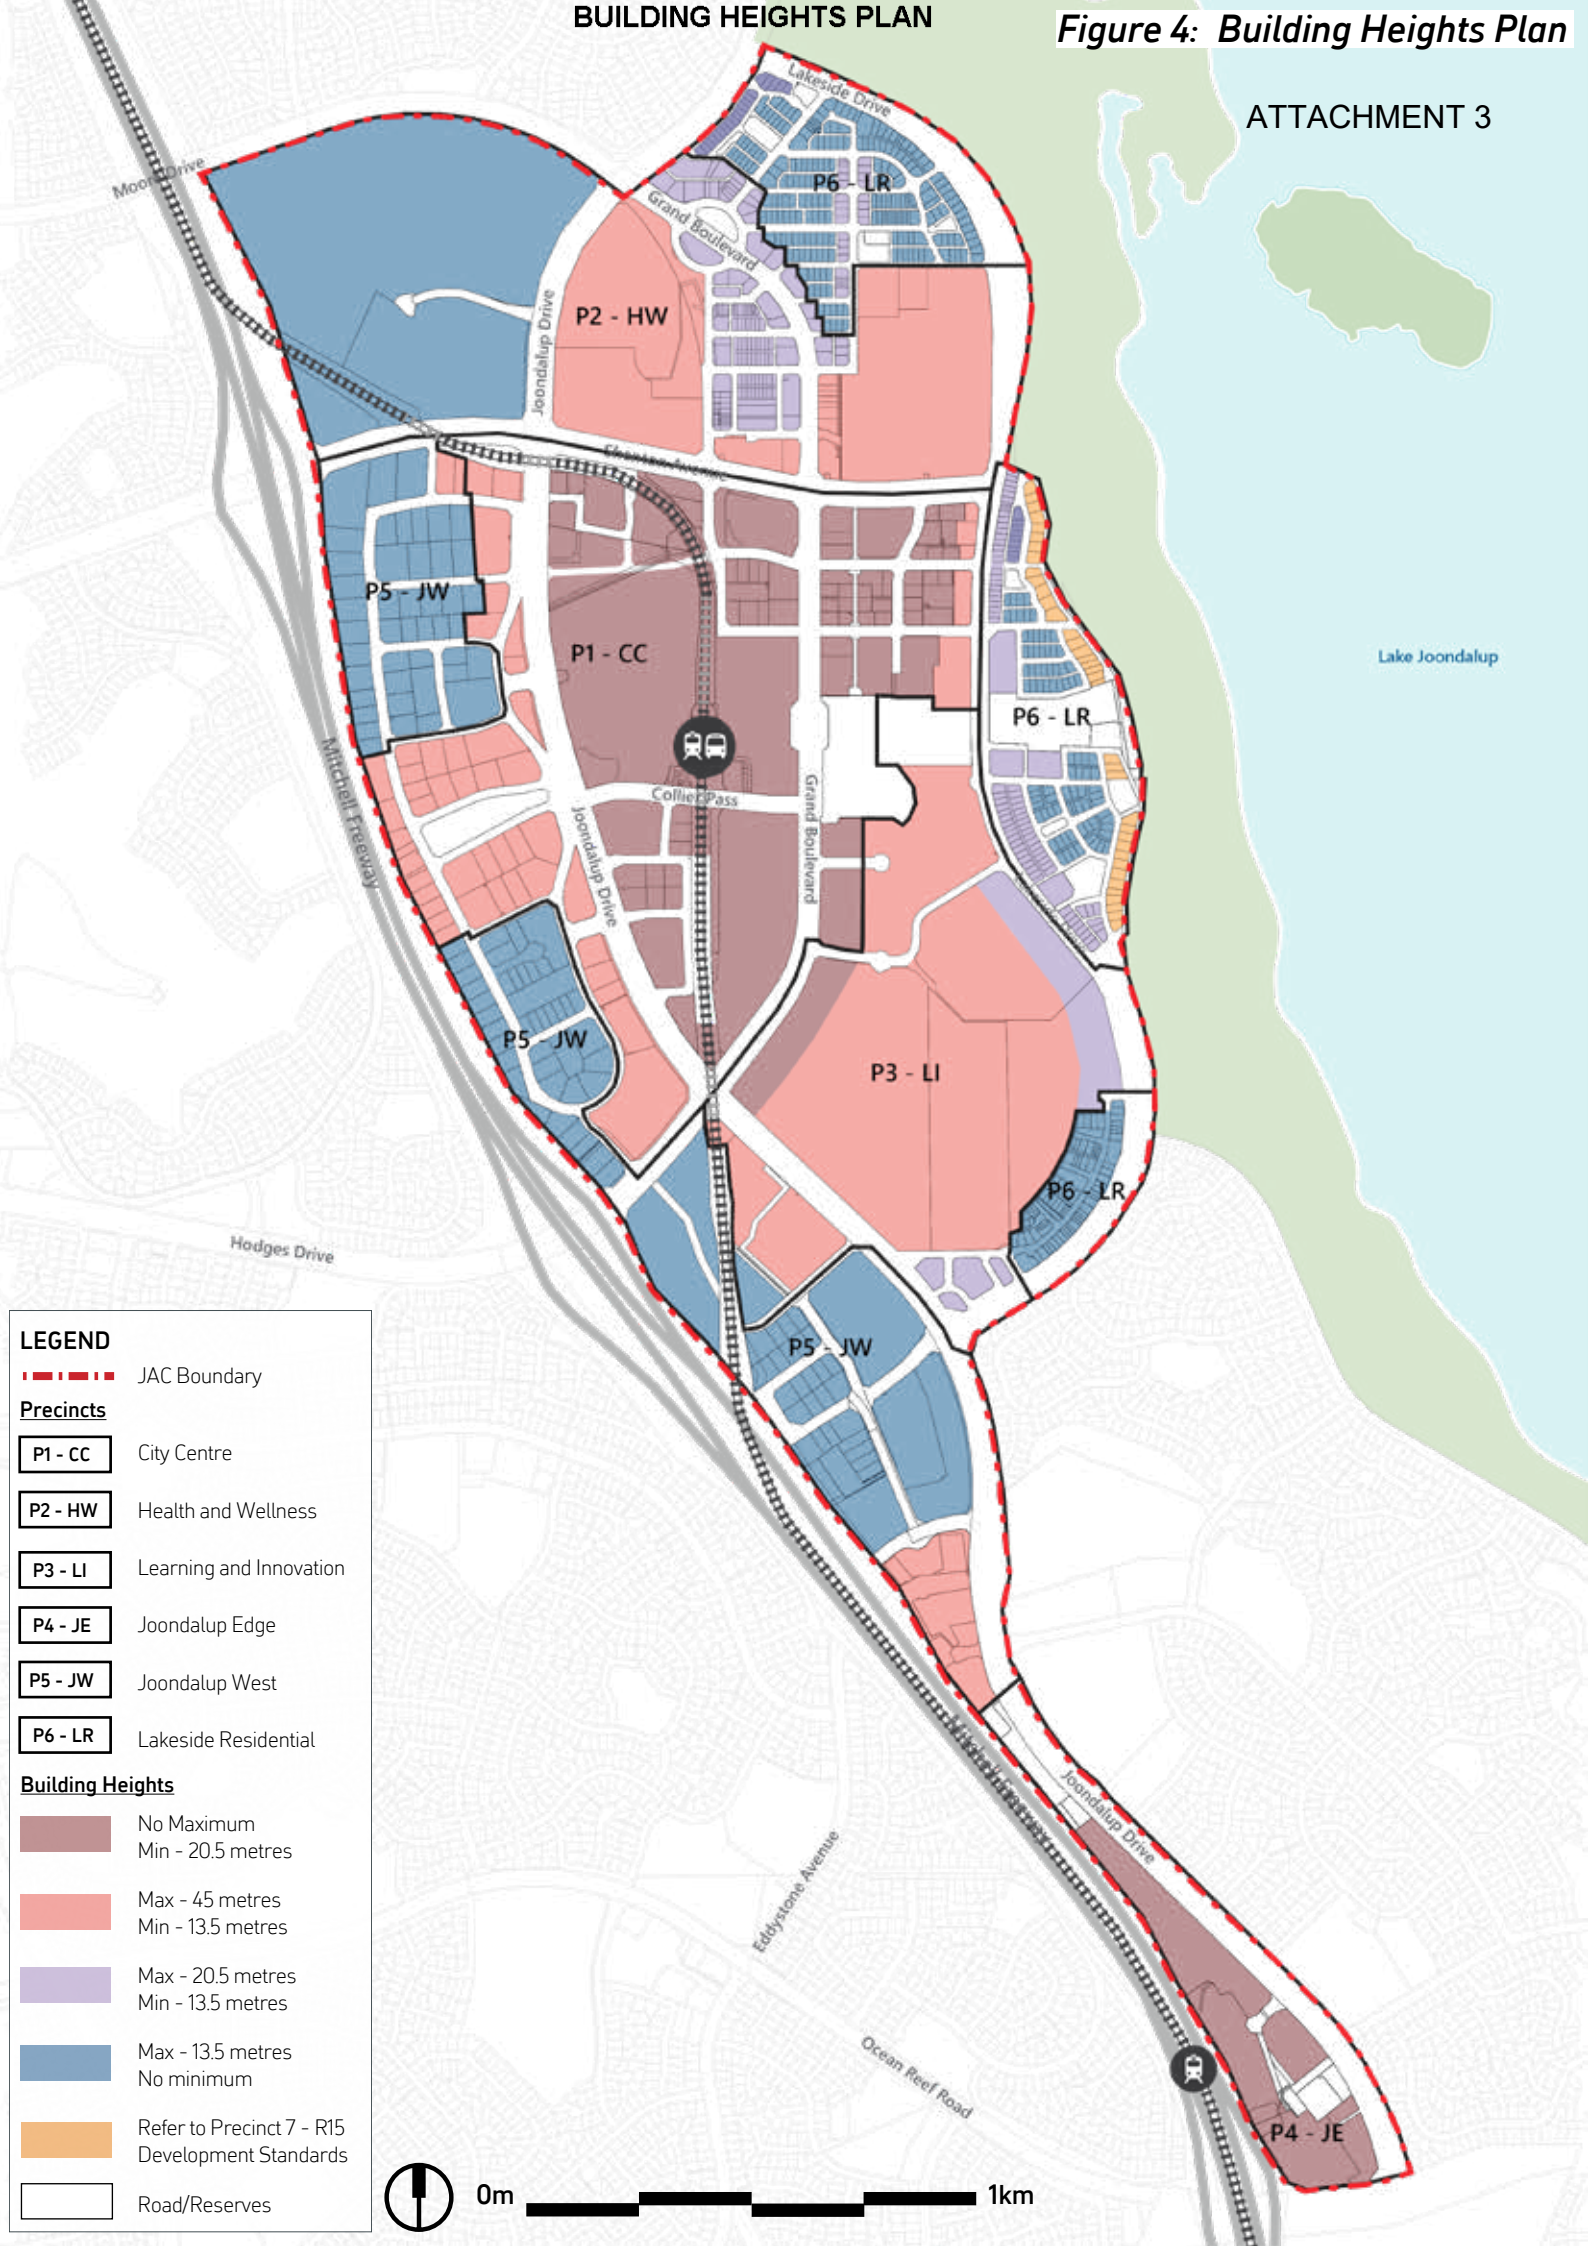 BUILDING HEIGHTS PLAN
Figure 4: Building Heights Plan
ATTACHMENT 3
Lakeside Drive
Moore Drive
P6 - LR
Grand Boulevard
P2 - HW
Joondalup Drive
Shenton Avenue
P5 - JW
P1 - CC
Lake Joondalup
P6 - LR
Mitchell Freeway
Collier Pass
Grand Boulevard
Joondalup Drive
P5 - JW
P3 - LI
P6 - LR
Hodges Drive
P5 - JW
Joondalup Drive
Eddystone Avenue
Ocean Reef Road
P4 - JE
LEGEND
JAC Boundary
Precincts
P1 - CC City Centre
P2 - HW Health and Wellness
P3 - LI Learning and Innovation
P4 - JE Joondalup Edge
P5 - JW Joondalup West
P6 - LR Lakeside Residential
Building Heights
No Maximum
Min - 20.5 metres
Max - 45 metres
Min - 13.5 metres
Max - 20.5 metres
Min - 13.5 metres
Max - 13.5 metres
No minimum
Refer to Precinct 7 - R15
Development Standards
Road/Reserves
0m 1km